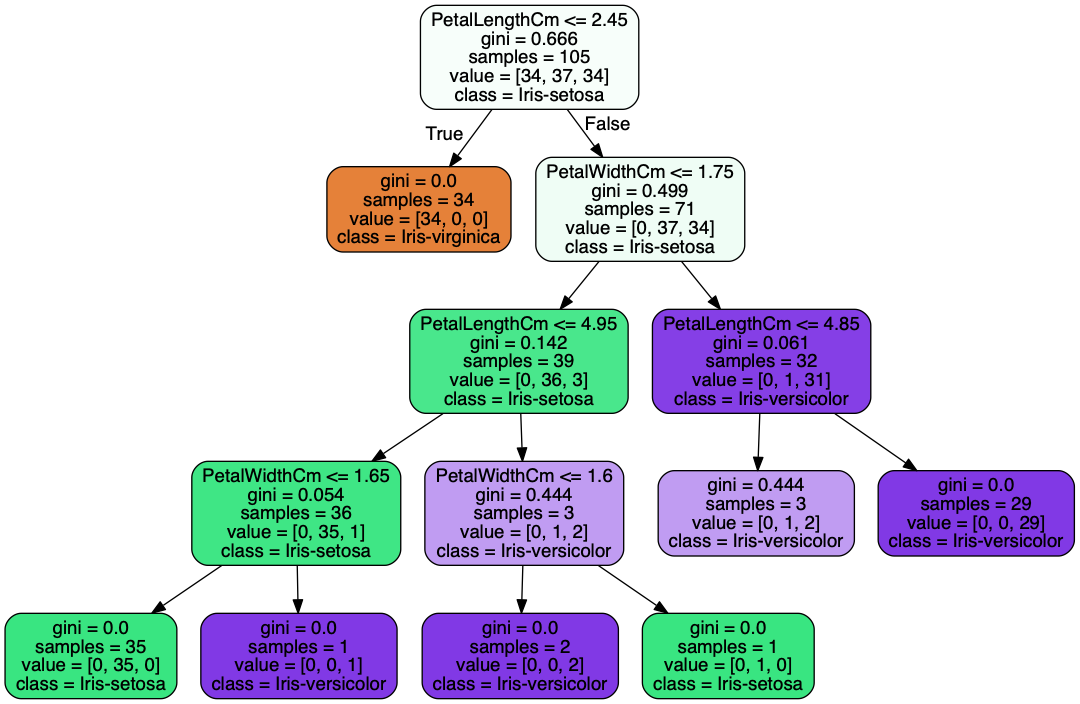 PetalLengthCm <= 2.45
gini = 0.666
samples = 105
value = [34, 37, 34]
class = Iris-setosa
True
False
gini = 0.0
samples = 34
value = [34, 0, 0]
class = Iris-virginica
PetalWidthCm <= 1.75
gini = 0.499
samples = 71
value = [0, 37, 34]
class = Iris-setosa
PetalLengthCm <= 4.95
gini = 0.142
samples = 39
value = [0, 36, 3]
class = Iris-setosa
PetalLengthCm <= 4.85
gini = 0.061
samples = 32
value = [0, 1, 31]
class = Iris-versicolor
PetalWidthCm <= 1.65
gini = 0.054
samples = 36
value = [0, 35, 1]
class = Iris-setosa
PetalWidthCm <= 1.6
gini = 0.444
samples = 3
value = [0, 1, 2]
class = Iris-versicolor
gini = 0.444
samples = 3
value = [0, 1, 2]
class = Iris-versicolor
gini = 0.0
samples = 29
value = [0, 0, 29]
class = Iris-versicolor
gini = 0.0
samples = 35
value = [0, 35, 0]
class = Iris-setosa
gini = 0.0
samples = 1
value = [0, 0, 1]
class = Iris-versicolor
gini = 0.0
samples = 2
value = [0, 0, 2]
class = Iris-versicolor
gini = 0.0
samples = 1
value = [0, 1, 0]
class = Iris-setosa